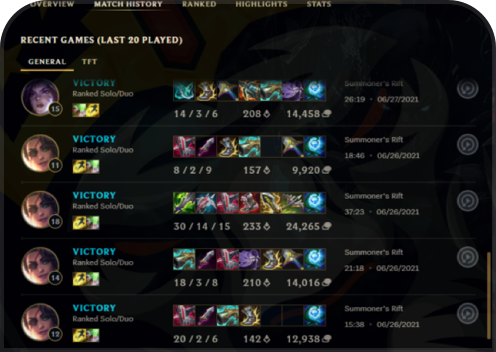 OVERVIEW MATCH HISTORY RANKED HIGHLIGHTS STATS
RECENT GAMES (LAST 20 PLAYED)
GENERAL TFT
VICTORY
Ranked Solo/Duo
15
14 / 3 / 6 208 14,458
Summoner's Rift
26:19 · 06/27/2021
VICTORY
Ranked Solo/Duo
11
8 / 2 / 9 157 9,920
Summoner's Rift
18:46 · 06/26/2021
VICTORY
Ranked Solo/Duo
18
30 / 14 / 15 233 24,265
Summoner's Rift
37:23 · 06/26/2021
VICTORY
Ranked Solo/Duo
14
18 / 3 / 8 210 14,016
Summoner's Rift
21:18 · 06/26/2021
VICTORY
Ranked Solo/Duo
12
20 / 2 / 6 142 12,938
Summoner's Rift
15:38 · 06/26/2021